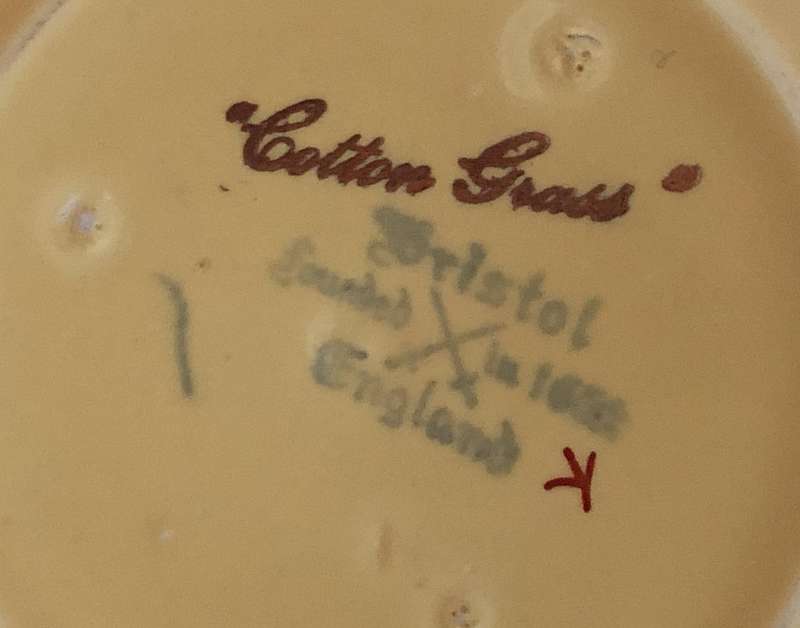 "Cotton Grass"
Bristol
Founded in 1652
England